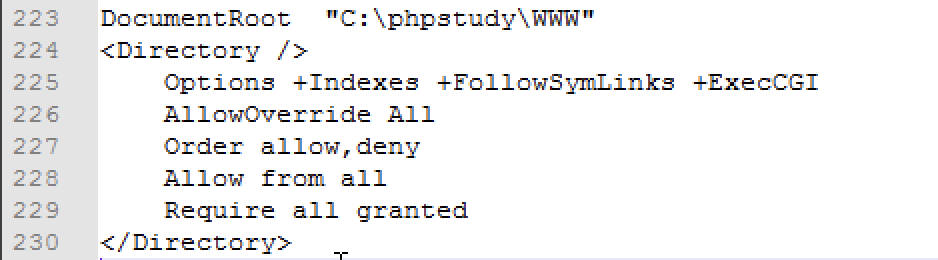 223 DocumentRoot  "C:\phpstudy\WWW"
224 <Directory />
225     Options +Indexes +FollowSymLinks +ExecCGI
226     AllowOverride All
227     Order allow,deny
228     Allow from all
229     Require all granted
230 </Directory>